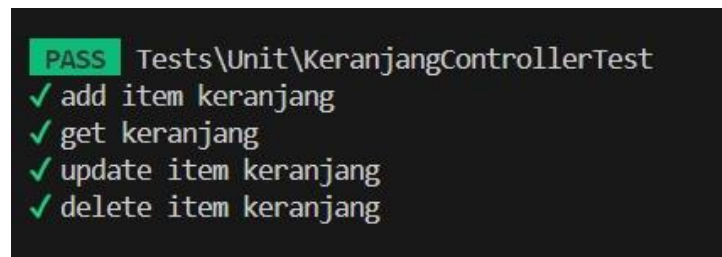 PASS Tests\Unit\KeranjangControllerTest
✓ add item keranjang
✓ get keranjang
✓ update item keranjang
✓ delete item keranjang